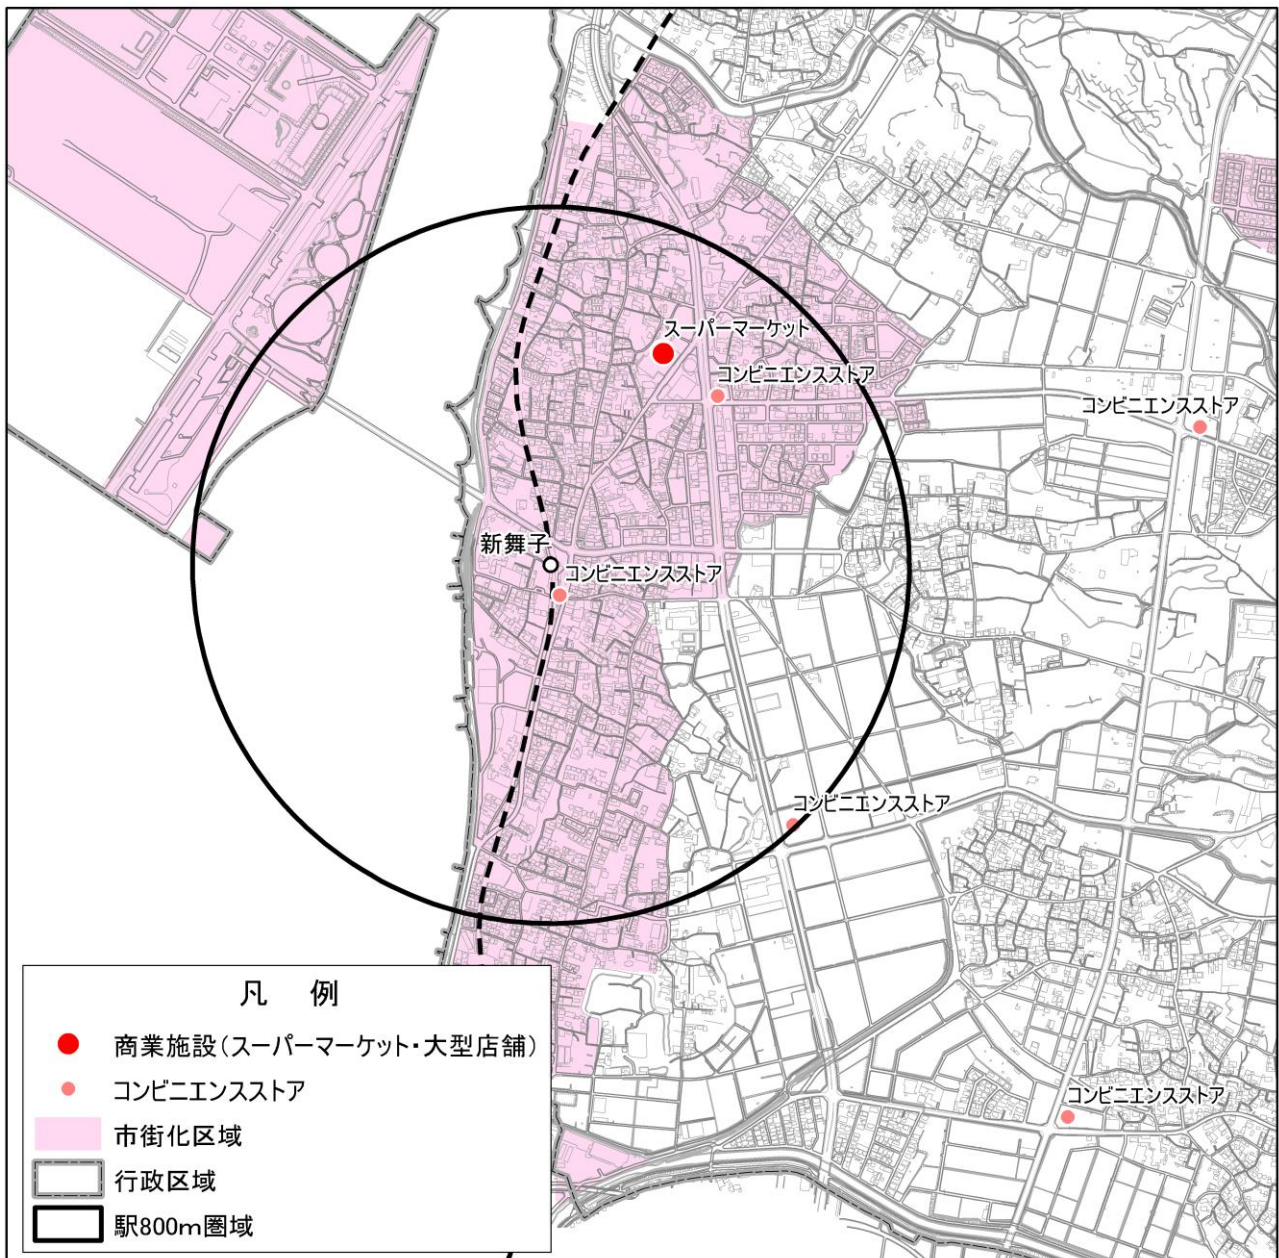 スーパーマーケット
コンビニエンスストア
コンビニエンスストア
新舞子
コンビニエンスストア
コンビニエンスストア
コンビニエンスストア
凡 例
商業施設(スーパーマーケット・大型店舗)
コンビニエンスストア
市街化区域
行政区域
駅800m圏域